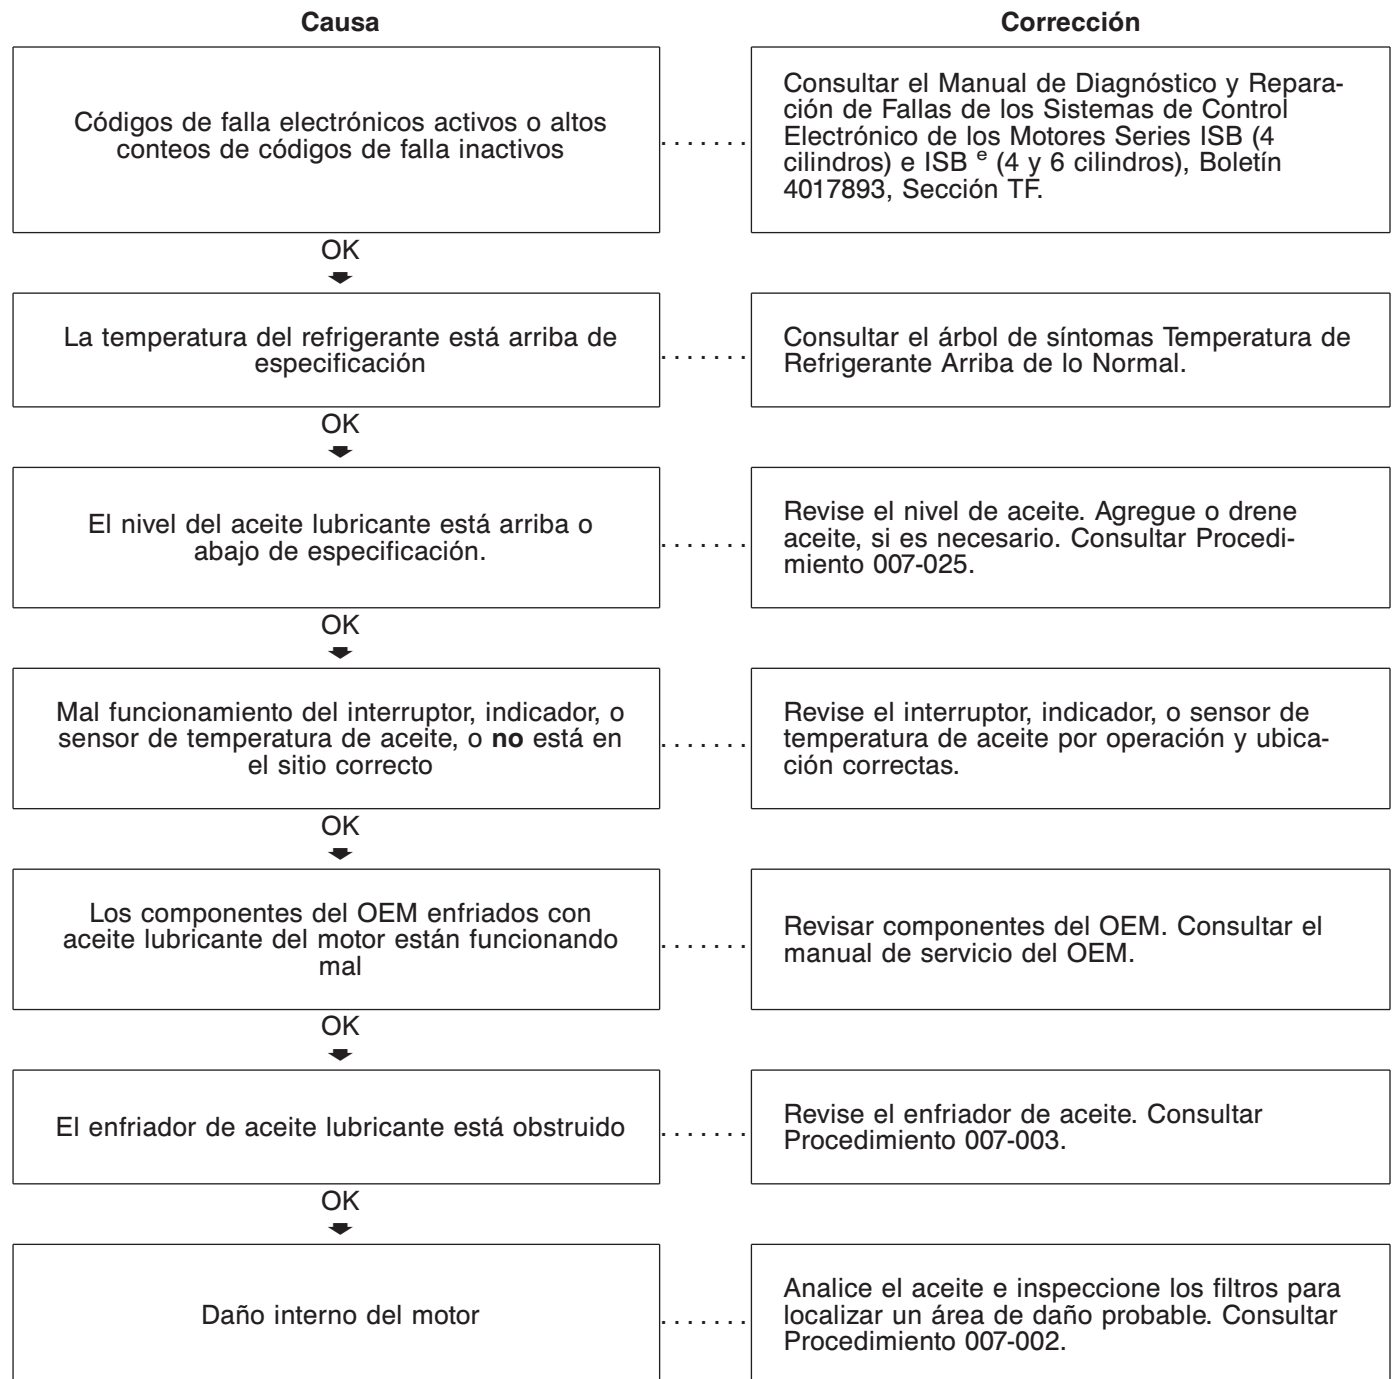 Causa
Corrección
Códigos de falla electrónicos activos o altos
conteos de códigos de falla inactivos
. . . . . . .
Consultar el Manual de Diagnóstico y Repara-
ción de Fallas de los Sistemas de Control
Electrónico de los Motores Series ISB (4
cilindros) e ISB e (4 y 6 cilindros), Boletín
4017893, Sección TF.
OK
La temperatura del refrigerante está arriba de
especificación
. . . . . . .
Consultar el árbol de síntomas Temperatura de
Refrigerante Arriba de lo Normal.
OK
El nivel del aceite lubricante está arriba o
abajo de especificación.
. . . . . . .
Revise el nivel de aceite. Agregue o drene
aceite, si es necesario. Consultar Procedi-
miento 007-025.
OK
Mal funcionamiento del interruptor, indicador, o
sensor de temperatura de aceite, o no está en
el sitio correcto
. . . . . . .
Revise el interruptor, indicador, o sensor de
temperatura de aceite por operación y ubica-
ción correctas.
OK
Los componentes del OEM enfriados con
aceite lubricante del motor están funcionando
mal
. . . . . . .
Revisar componentes del OEM. Consultar el
manual de servicio del OEM.
OK
El enfriador de aceite lubricante está obstruido
. . . . . . .
Revise el enfriador de aceite. Consultar
Procedimiento 007-003.
OK
Daño interno del motor
. . . . . . .
Analice el aceite e inspeccione los filtros para
localizar un área de daño probable. Consultar
Procedimiento 007-002.